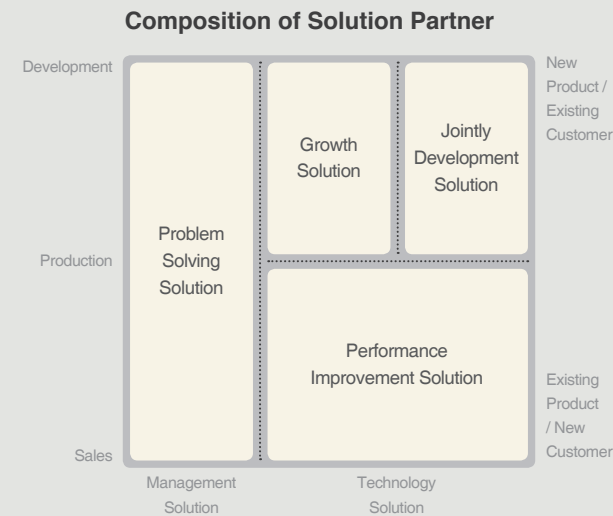 Composition of Solution Partner
Development
Production
Sales
Problem
Solving
Solution
Growth
Solution
Jointly
Development
Solution
Performance
Improvement Solution
New
Product /
Existing
Customer
Existing
Product
/ New
Customer
Management
Solution
Technology
Solution